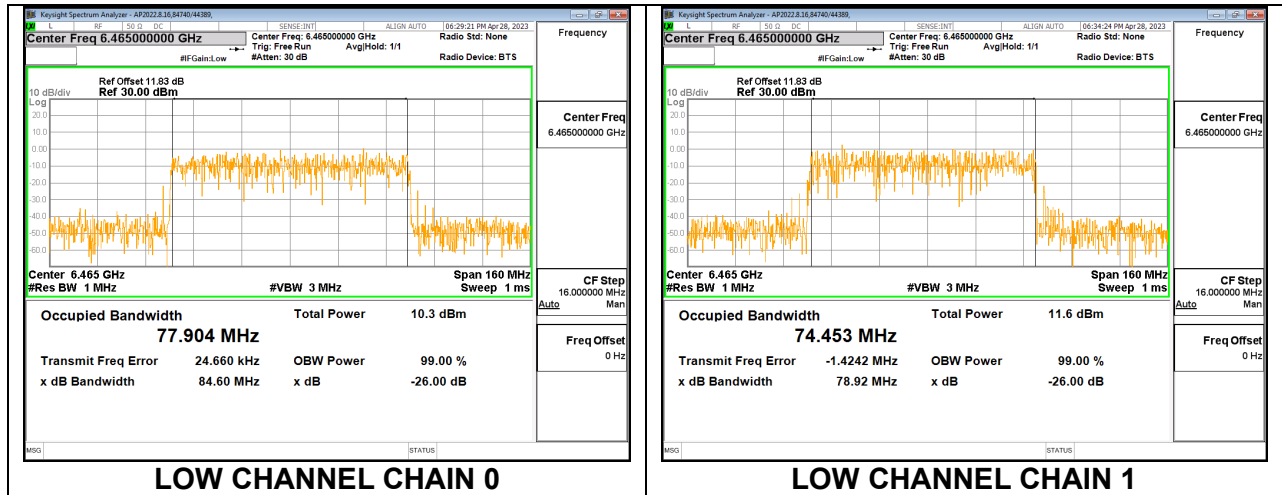 Keysight Spectrum Analyzer - AP2022.8.16,84740/44389,
L RF 50 Ω DC SENSE:INT ALIGN AUTO 06:29:21 PM Apr 28, 2023
Center Freq 6.465000000 GHz
Center Freq: 6.465000000 GHz Radio Std: None
Trig: Free Run Avg|Hold: 1/1
#IFGain:Low #Atten: 30 dB Radio Device: BTS
Frequency
Ref Offset 11.83 dB
10 dB/div Ref 30.00 dBm
Log
20.0
10.0
0.00
-10.0
-20.0
-30.0
-40.0
-50.0
-60.0
Center Freq
6.465000000 GHz
Center 6.465 GHz Span 160 MHz
#Res BW 1 MHz #VBW 3 MHz Sweep 1 ms
CF Step
16.000000 MHz
Auto Man
Occupied Bandwidth Total Power 10.3 dBm
77.904 MHz
Transmit Freq Error 24.660 kHz OBW Power 99.00 %
x dB Bandwidth 84.60 MHz x dB -26.00 dB
Freq Offset
0 Hz
MSG STATUS
LOW CHANNEL CHAIN 0
Keysight Spectrum Analyzer - AP2022.8.16,84740/44389,
L RF 50 Ω DC SENSE:INT ALIGN AUTO 06:34:24 PM Apr 28, 2023
Center Freq 6.465000000 GHz
Center Freq: 6.465000000 GHz Radio Std: None
Trig: Free Run Avg|Hold: 1/1
#IFGain:Low #Atten: 30 dB Radio Device: BTS
Frequency
Ref Offset 11.83 dB
10 dB/div Ref 30.00 dBm
Log
20.0
10.0
0.00
-10.0
-20.0
-30.0
-40.0
-50.0
-60.0
Center Freq
6.465000000 GHz
Center 6.465 GHz Span 160 MHz
#Res BW 1 MHz #VBW 3 MHz Sweep 1 ms
CF Step
16.000000 MHz
Auto Man
Occupied Bandwidth Total Power 11.6 dBm
74.453 MHz
Transmit Freq Error -1.4242 MHz OBW Power 99.00 %
x dB Bandwidth 78.92 MHz x dB -26.00 dB
Freq Offset
0 Hz
MSG STATUS
LOW CHANNEL CHAIN 1